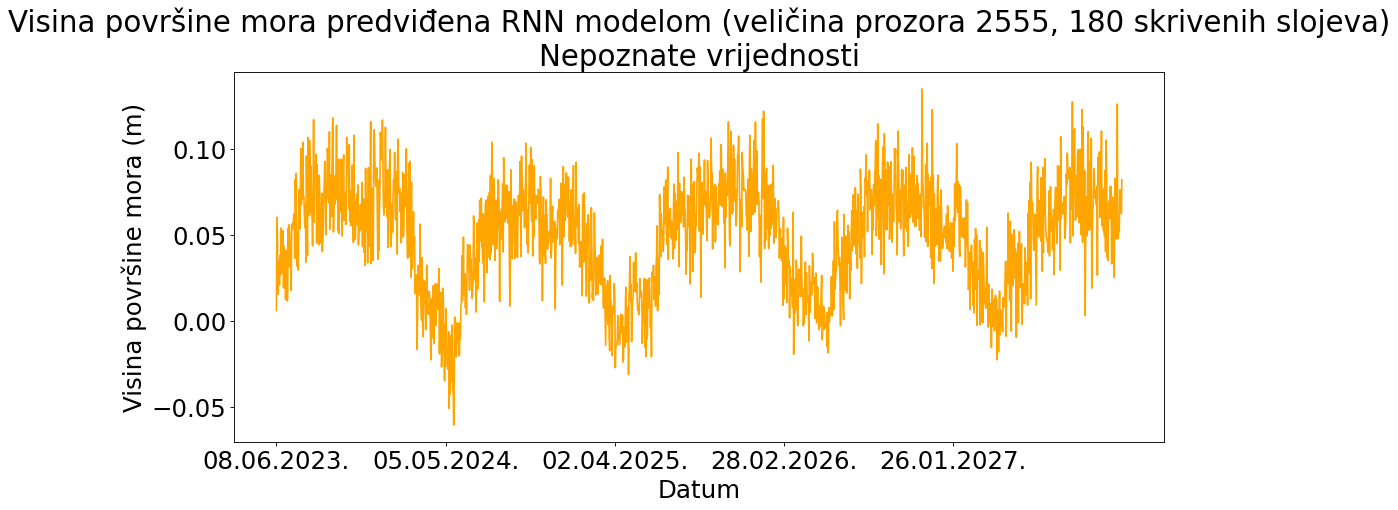 Visina površine mora predviđena RNN modelom (veličina prozora 2555, 180 skrivenih slojeva)
Nepoznate vrijednosti
Visina površine mora (m)
0.10
0.05
0.00
−0.05
08.06.2023. 05.05.2024. 02.04.2025. 28.02.2026. 26.01.2027.
Datum